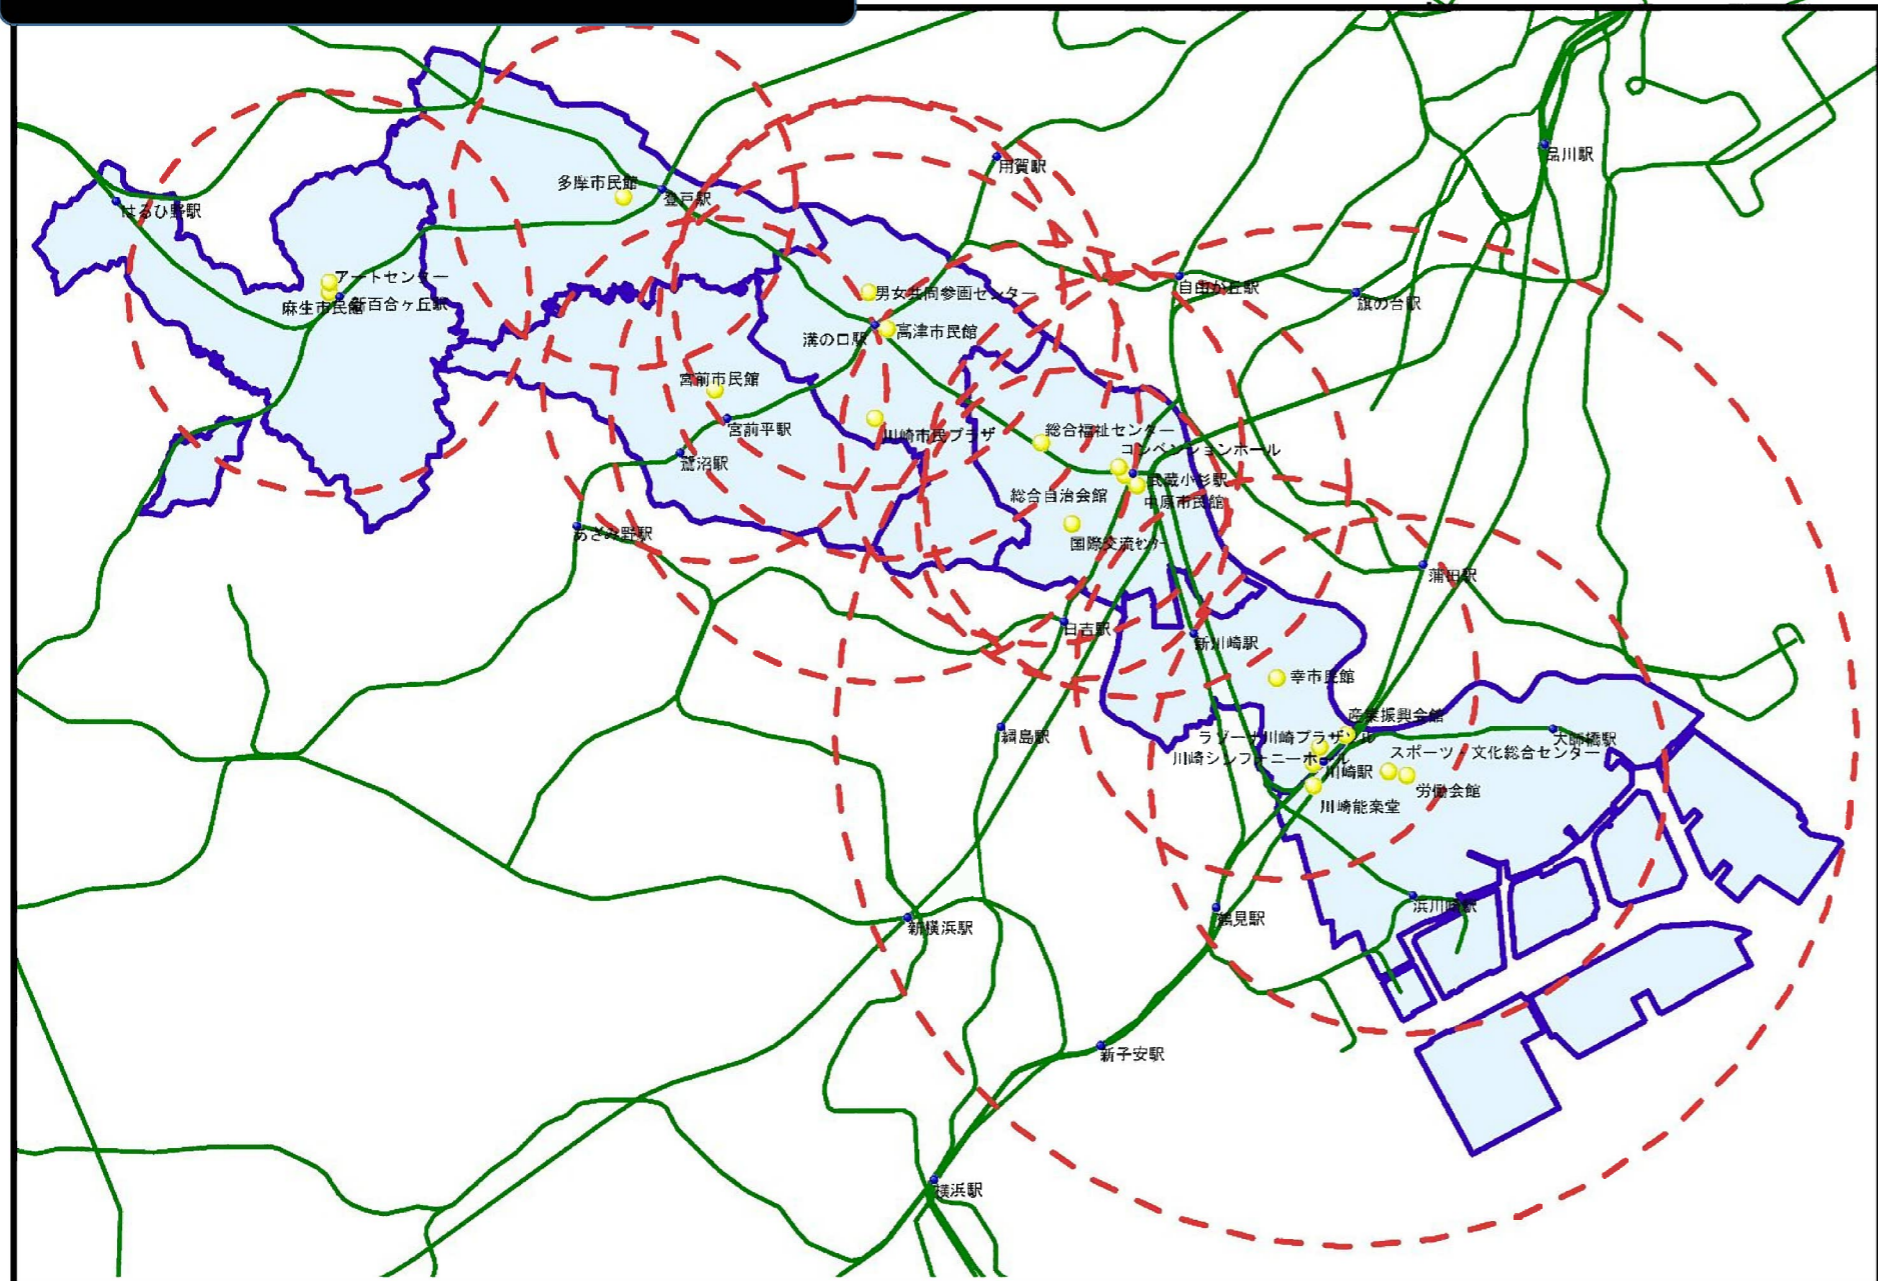 品川駅
用賀駅
多摩市民館
登戸駅
はるひ野駅
アートセンター
麻生市民館
新百合ヶ丘駅
男女共同参画センター
自由が丘駅
旗の台駅
溝の口駅
高津市民館
宮前市民館
宮前平駅
川崎市民プラザ
総合福祉センター
コンベンションホール
鷺沼駅
武蔵小杉駅
総合自治会館
中原市民館
あざみ野駅
国際交流センター
蒲田駅
日吉駅
新川崎駅
幸市民館
産業振興会館
綱島駅
ラゾーナ川崎プラザソル
大師橋駅
川崎シンフォニーホール
スポーツ・文化総合センター
川崎駅
労働会館
川崎能楽堂
浜川崎駅
鶴見駅
新横浜駅
新子安駅
横浜駅